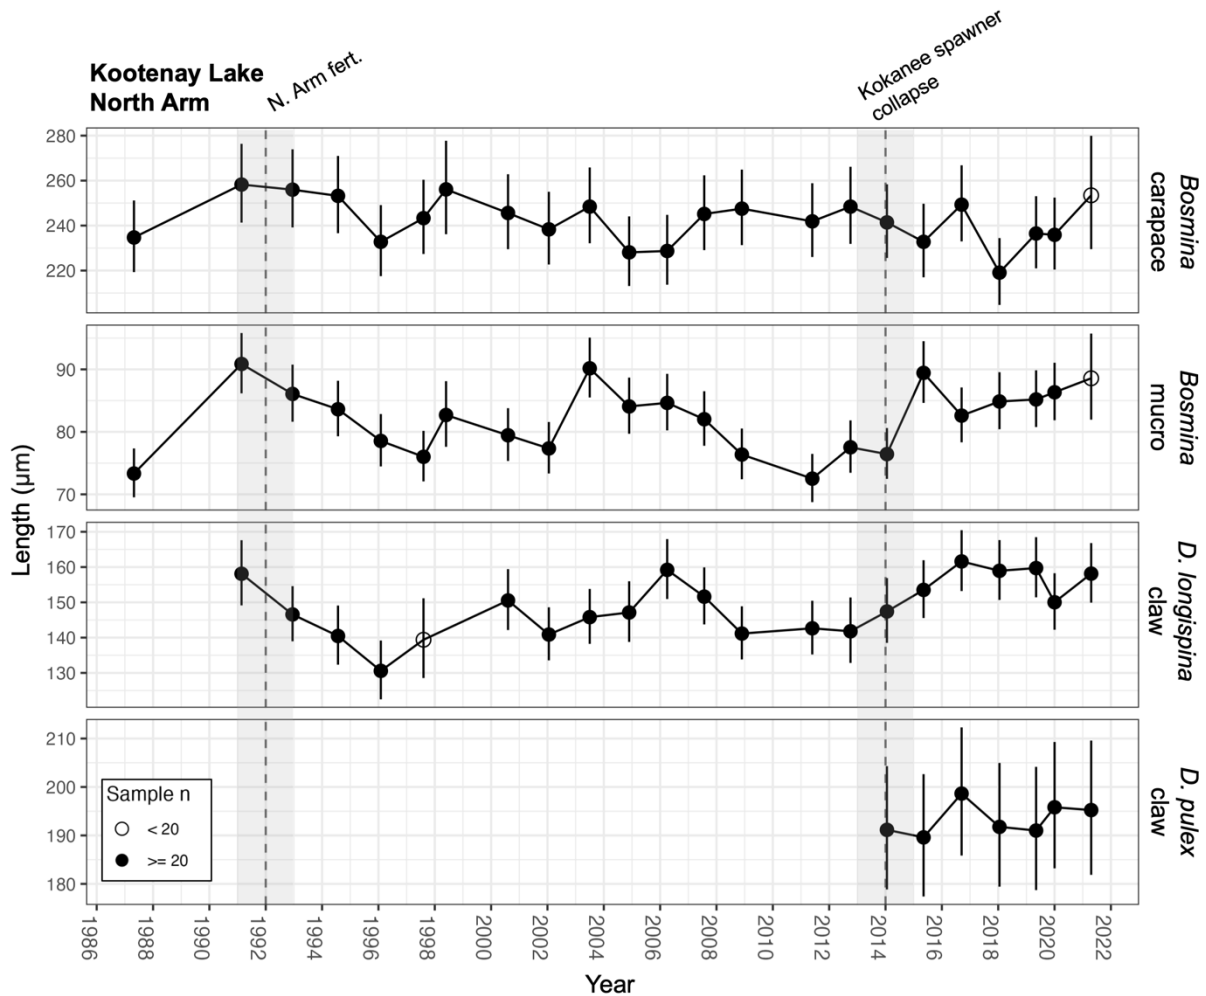 Kootenay Lake
North Arm
N. Arm fert.
Kokanee spawner
collapse
280
260
240
220
Bosmina
carapace
90
80
70
Bosmina
mucro
170
160
150
140
130
D. longispina
claw
210
200
190
180
D. pulex
claw
Length (µm)
Sample n
< 20
>= 20
1986
1988
1990
1992
1994
1996
1998
2000
2002
2004
2006
2008
2010
2012
2014
2016
2018
2020
2022
Year